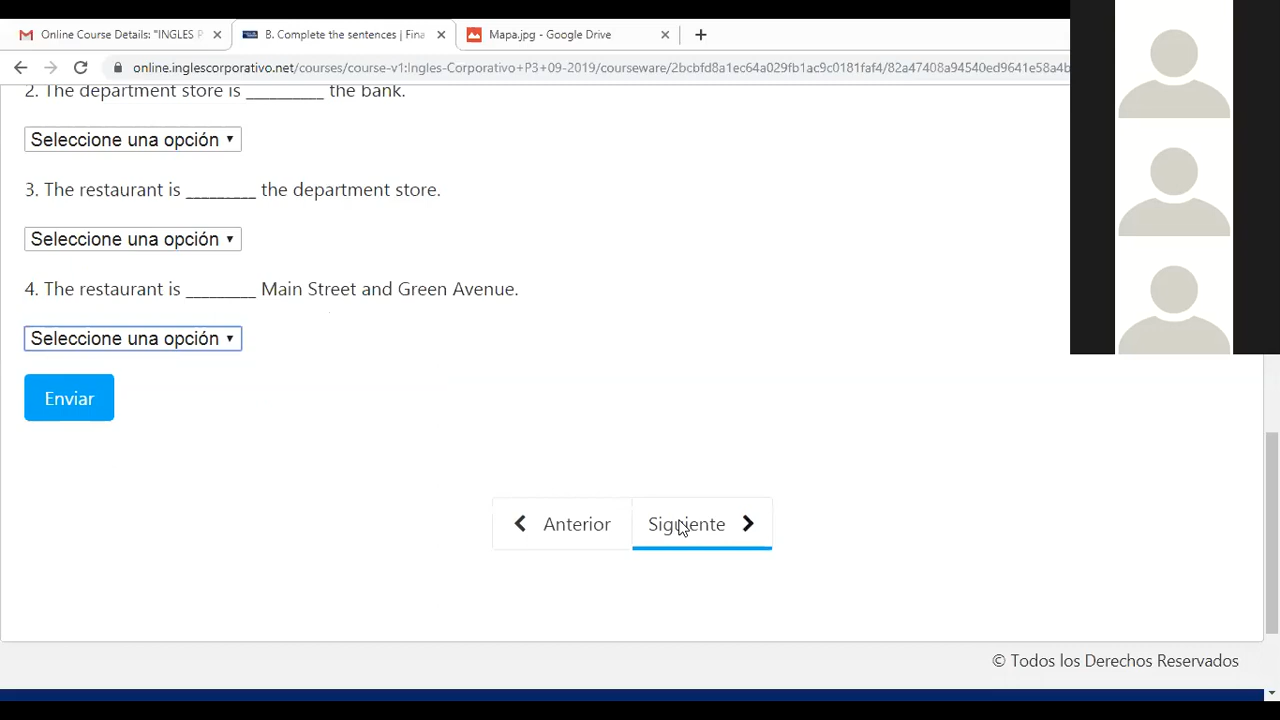 Online Course Details: "INGLES P
B. Complete the sentences | Fina
Mapa.jpg - Google Drive
online.inglescorporativo.net/courses/course-v1:Ingles-Corporativo+P3+09-2019/courseware/2bcbfd8a1ec64a029fb1ac9c0181faf4/82a47408a94540ed9641e58a4b
2. The department store is __________ the bank.
Seleccione una opción
3. The restaurant is _________ the department store.
Seleccione una opción
4. The restaurant is _________ Main Street and Green Avenue.
Seleccione una opción
Enviar
Anterior
Siguiente
© Todos los Derechos Reservados